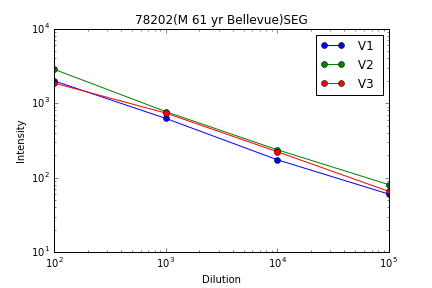 78202(M 61 yr Bellevue)SEG
10^4
10^3
10^2
10^1
Intensity
V1
V2
V3
10^2 10^3 10^4 10^5
Dilution